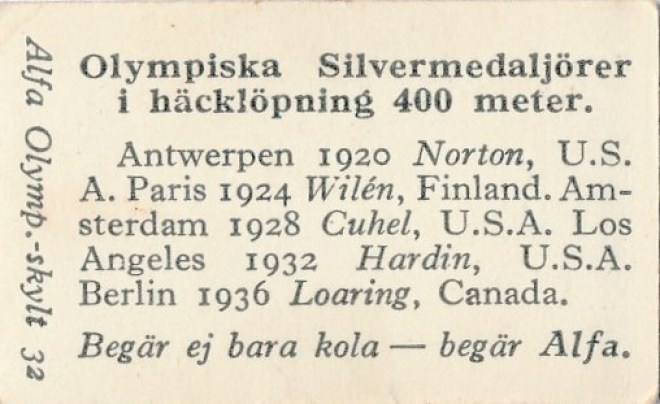 Alfa Olymp.-skylt 32
Olympiska Silvermedaljörer
i häcklöpning 400 meter.
Antwerpen 1920 Norton, U.S.
A. Paris 1924 Wilén, Finland. Am-
sterdam 1928 Cuhel, U.S.A. Los
Angeles 1932 Hardin, U.S.A.
Berlin 1936 Loaring, Canada.
Begär ej bara kola — begär Alfa.